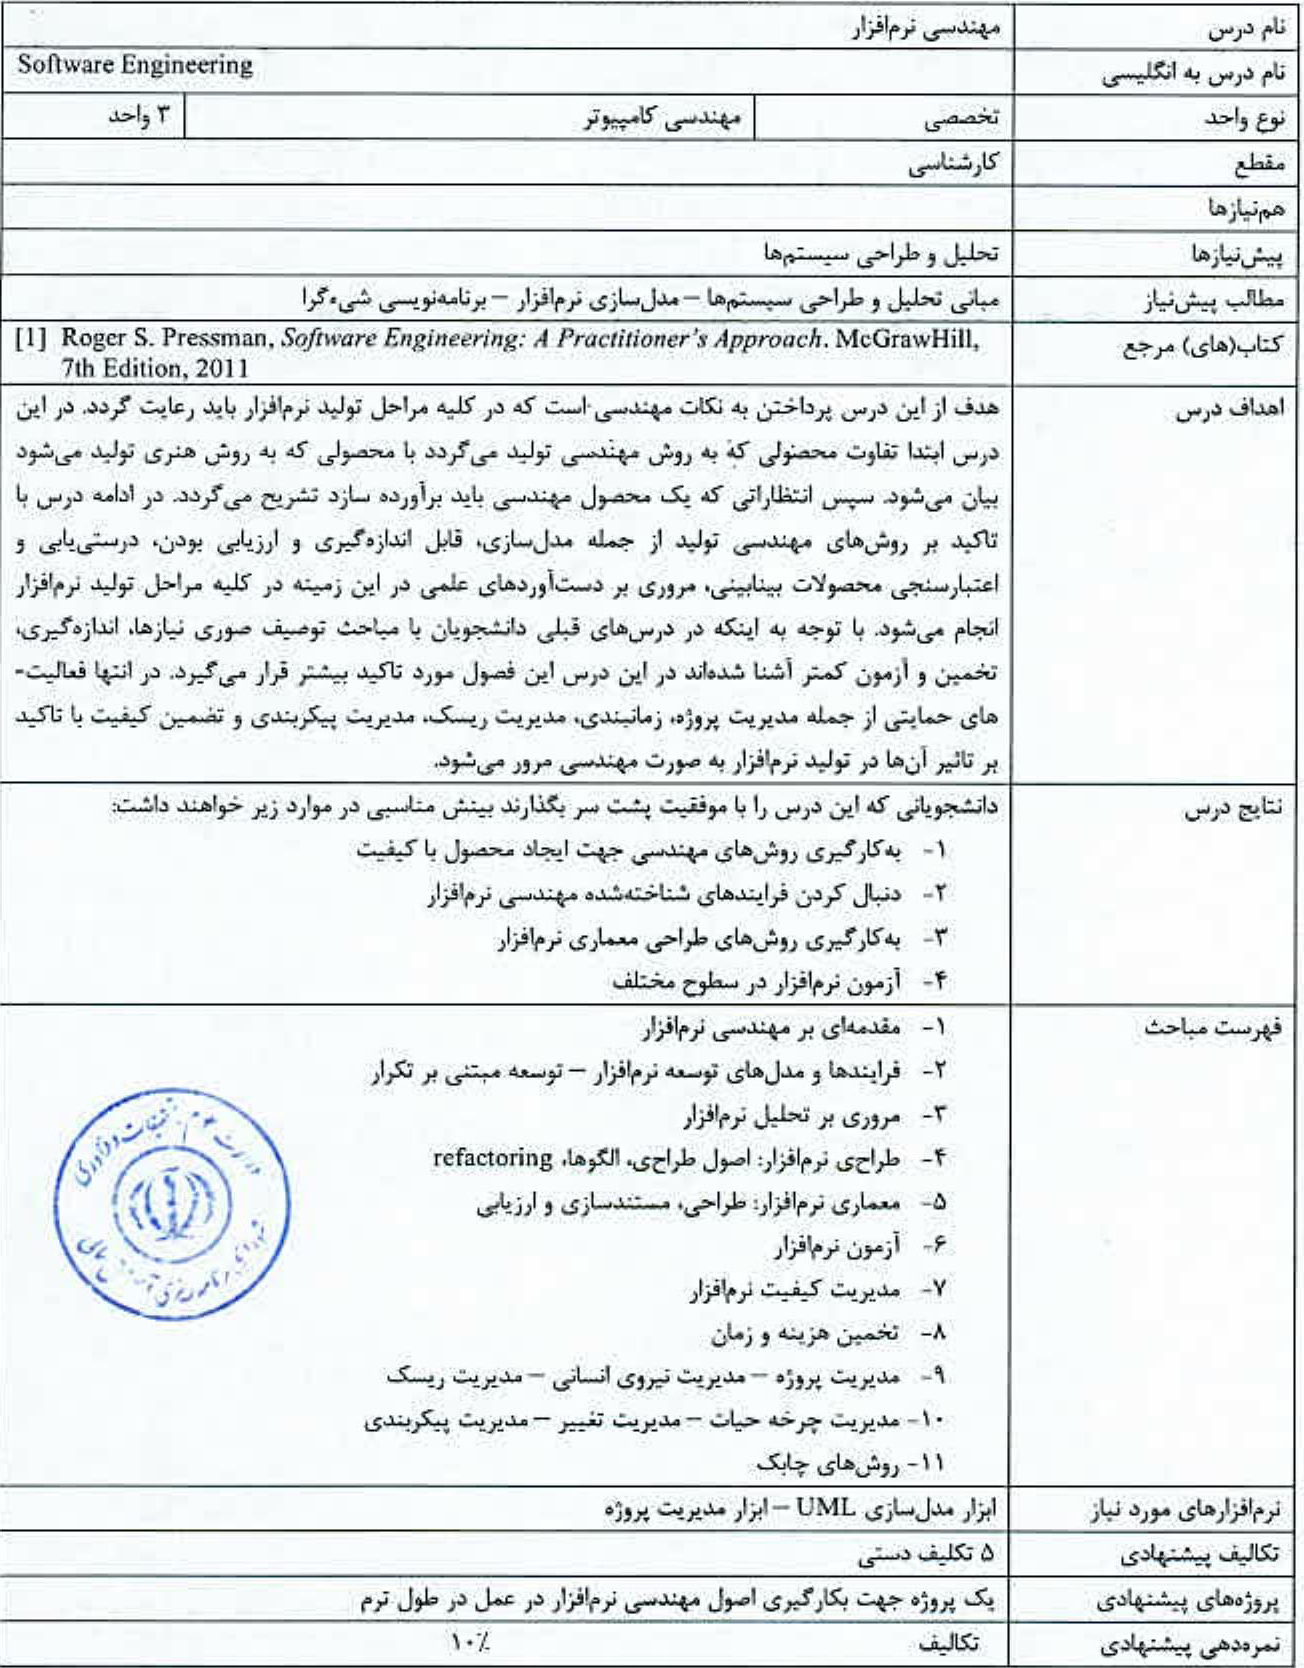 نام درس مهندسی نرم‌افزار
نام درس به انگلیسی Software Engineering
نوع واحد تخصصی مهندسی کامپیوتر ۳ واحد
مقطع کارشناسی
هم‌نیازها
پیش‌نیازها تحلیل و طراحی سیستم‌ها
مطالب پیش‌نیاز مبانی تحلیل و طراحی سیستم‌ها – مدل‌سازی نرم‌افزار – برنامه‌نویسی شیءگرا
کتاب(های) مرجع [1] Roger S. Pressman, Software Engineering: A Practitioner's Approach. McGrawHill,
7th Edition, 2011
اهداف درس هدف از این درس پرداختن به نکات مهندسی است که در کلیه مراحل تولید نرم‌افزار باید رعایت گردد. در این
درس ابتدا تفاوت محصولی که به روش مهندسی تولید می‌گردد با محصولی که به روش هنری تولید می‌شود
بیان می‌شود. سپس انتظاراتی که یک محصول مهندسی باید برآورده سازد تشریح می‌گردد. در ادامه درس با
تاکید بر روش‌های مهندسی تولید از جمله مدل‌سازی، قابل اندازه‌گیری و ارزیابی بودن، درستی‌یابی و
اعتبارسنجی محصولات بینابینی، مروری بر دست‌آوردهای علمی در این زمینه در کلیه مراحل تولید نرم‌افزار
انجام می‌شود. با توجه به اینکه در درس‌های قبلی دانشجویان با مباحث توصیف صوری نیازها، اندازه‌گیری،
تخمین و آزمون کمتر آشنا شده‌اند در این درس این فصول مورد تاکید بیشتر قرار می‌گیرد. در انتها فعالیت-
های حمایتی از جمله مدیریت پروژه، زمانبندی، مدیریت ریسک، مدیریت پیکربندی و تضمین کیفیت با تاکید
بر تاثیر آن‌ها در تولید نرم‌افزار به صورت مهندسی مرور می‌شود.
نتایج درس دانشجویانی که این درس را با موفقیت پشت سر بگذارند بینش مناسبی در موارد زیر خواهند داشت:
۱- به‌کارگیری روش‌های مهندسی جهت ایجاد محصول با کیفیت
۲- دنبال کردن فرایندهای شناخته‌شده مهندسی نرم‌افزار
۳- به‌کارگیری روش‌های طراحی معماری نرم‌افزار
۴- آزمون نرم‌افزار در سطوح مختلف
فهرست مباحث ۱- مقدمه‌ای بر مهندسی نرم‌افزار
۲- فرایندها و مدل‌های توسعه نرم‌افزار – توسعه مبتنی بر تکرار
۳- مروری بر تحلیل نرم‌افزار
۴- طراحی نرم‌افزار: اصول طراحی، الگوها، refactoring
۵- معماری نرم‌افزار: طراحی، مستندسازی و ارزیابی
۶- آزمون نرم‌افزار
۷- مدیریت کیفیت نرم‌افزار
۸- تخمین هزینه و زمان
۹- مدیریت پروژه – مدیریت نیروی انسانی – مدیریت ریسک
۱۰- مدیریت چرخه حیات – مدیریت تغییر – مدیریت پیکربندی
۱۱- روش‌های چابک
وزارت علوم، تحقیقات و فناوری
شورای برنامه‌ریزی آموزش عالی
نرم‌افزارهای مورد نیاز ابزار مدل‌سازی UML – ابزار مدیریت پروژه
تکالیف پیشنهادی ۵ تکلیف دستی
پروژه‌های پیشنهادی یک پروژه جهت بکارگیری اصول مهندسی نرم‌افزار در عمل در طول ترم
نمره‌دهی پیشنهادی تکالیف ۱۰٪